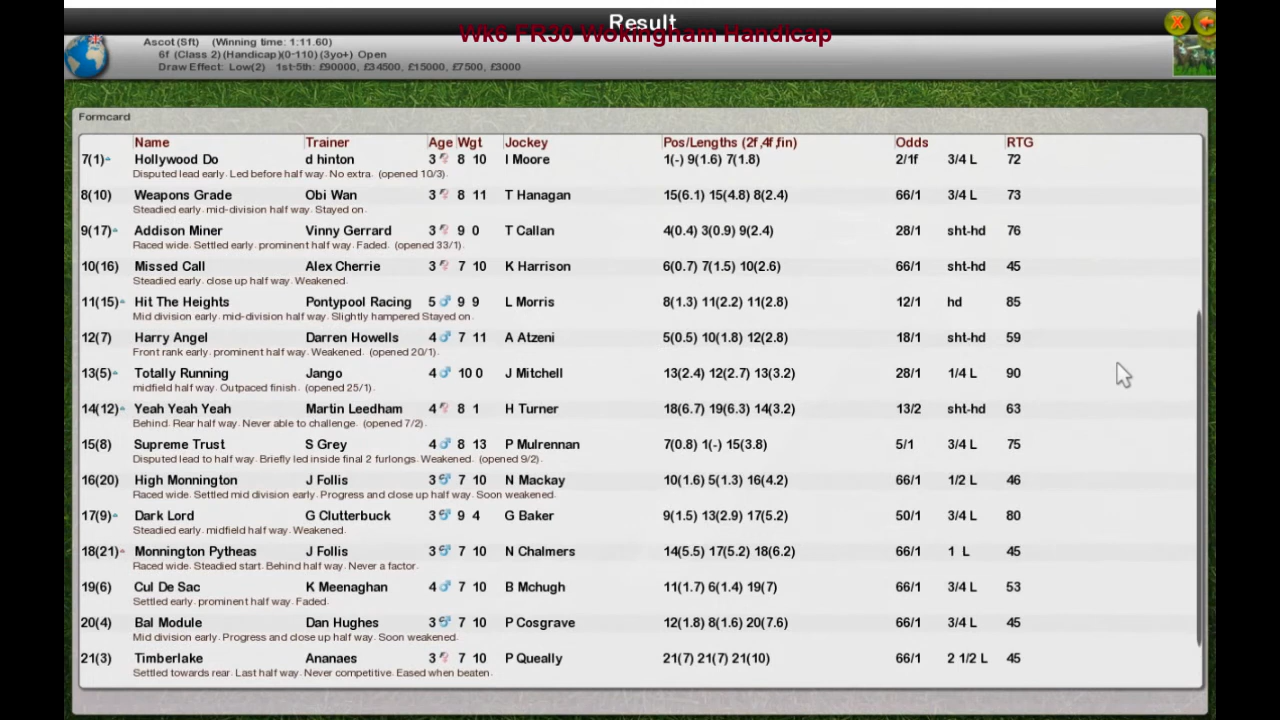 Result
Wk6 FR30 Wokingham Handicap
Ascot (Sft) (Winning time: 1:11.60)
6f (Class 2) (Handicap)(0-110) (3yo+) Open
Draw Effect: Low(2) 1st-5th: £90000, £34500, £15000, £7500, £3000
Formcard
Name Trainer Age Wgt Jockey Pos/Lengths (2f,4f,fin) Odds RTG
7(1) Hollywood Do d hinton 3 8 10 I Moore 1(-) 9(1.6) 7(1.8) 2/1f 3/4 L 72
Disputed lead early. Led before half way. No extra. (opened 10/3).
8(10) Weapons Grade Obi Wan 3 8 11 T Hanagan 15(6.1) 15(4.8) 8(2.4) 66/1 3/4 L 73
Steadied early. mid-division half way. Stayed on.
9(17) Addison Miner Vinny Gerrard 3 9 0 T Callan 4(0.4) 3(0.9) 9(2.4) 28/1 sht-hd 76
Raced wide. Settled early. prominent half way. Faded. (opened 33/1).
10(16) Missed Call Alex Cherrie 3 7 10 K Harrison 6(0.7) 7(1.5) 10(2.6) 66/1 sht-hd 45
Steadied early. close up half way. Weakened.
11(15) Hit The Heights Pontypool Racing 5 9 9 L Morris 8(1.3) 11(2.2) 11(2.8) 12/1 hd 85
Mid division early. mid-division half way. Slightly hampered Stayed on.
12(7) Harry Angel Darren Howells 4 7 11 A Atzeni 5(0.5) 10(1.8) 12(2.8) 18/1 sht-hd 59
Front rank early. prominent half way. Weakened. (opened 20/1).
13(5) Totally Running Jango 4 10 0 J Mitchell 13(2.4) 12(2.7) 13(3.2) 28/1 1/4 L 90
midfield half way. Outpaced finish. (opened 25/1).
14(12) Yeah Yeah Yeah Martin Leedham 4 8 1 H Turner 18(6.7) 19(6.3) 14(3.2) 13/2 sht-hd 63
Behind. Rear half way. Never able to challenge. (opened 7/2).
15(8) Supreme Trust S Grey 4 8 13 P Mulrennan 7(0.8) 1(-) 15(3.8) 5/1 3/4 L 75
Disputed lead to half way. Briefly led inside final 2 furlongs. Weakened. (opened 9/2).
16(20) High Monnington J Follis 3 7 10 N Mackay 10(1.6) 5(1.3) 16(4.2) 66/1 1/2 L 46
Raced wide. Settled mid division early. Progress and close up half way. Soon weakened.
17(9) Dark Lord G Clutterbuck 3 9 4 G Baker 9(1.5) 13(2.9) 17(5.2) 50/1 3/4 L 80
Steadied early. midfield half way. Weakened.
18(21) Monnington Pytheas J Follis 3 7 10 N Chalmers 14(5.5) 17(5.2) 18(6.2) 66/1 1 L 45
Raced wide. Steadied start. Behind half way. Never a factor.
19(6) Cul De Sac K Meenaghan 4 7 10 B Mchugh 11(1.7) 6(1.4) 19(7) 66/1 3/4 L 53
Settled early. prominent half way. Faded.
20(4) Bal Module Dan Hughes 3 7 10 P Cosgrave 12(1.8) 8(1.6) 20(7.6) 66/1 3/4 L 45
Mid division early. Progress and close up half way. Soon weakened.
21(3) Timberlake Ananaes 3 7 10 P Queally 21(7) 21(7) 21(10) 66/1 2 1/2 L 45
Settled towards rear. Last half way. Never competitive. Eased when beaten.